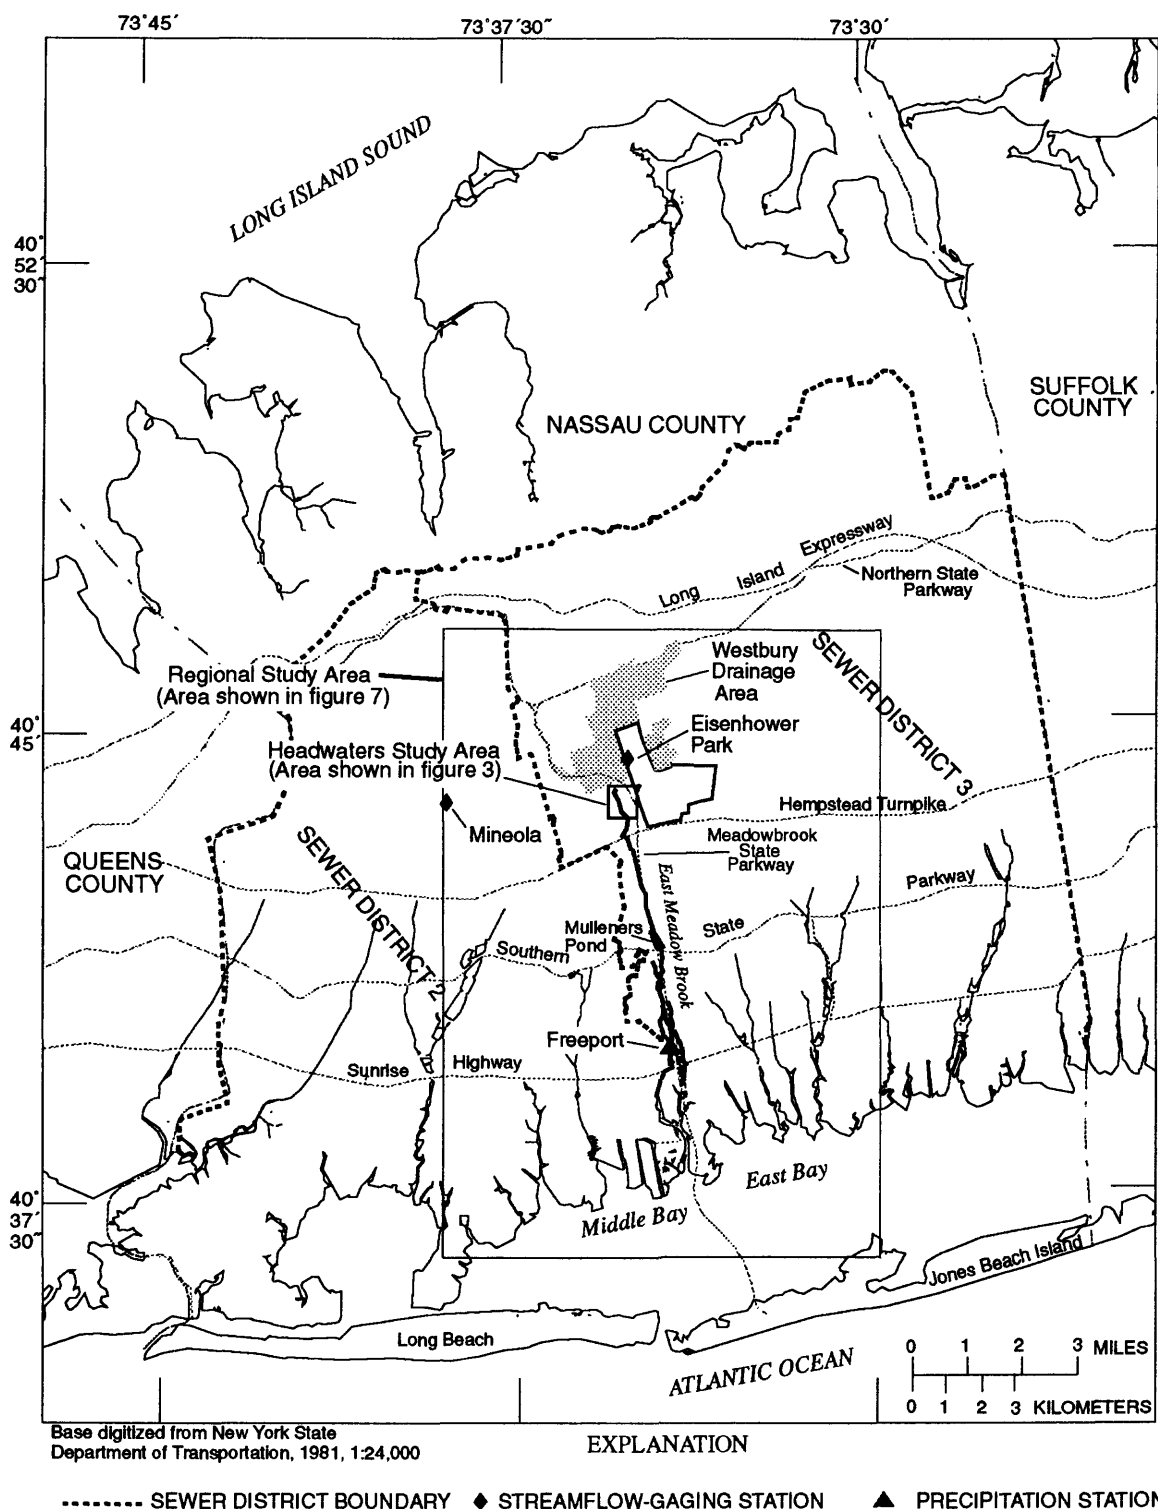 73°45´
73°37´30˝
73°30´
LONG ISLAND SOUND
40°
52´
30˝
SUFFOLK
COUNTY
NASSAU COUNTY
Long Island Expressway
Northern State
Parkway
Westbury
Drainage
Area
SEWER DISTRICT 3
Regional Study Area
(Area shown in figure 7)
40°
45´
Eisenhower
Park
Headwaters Study Area
(Area shown in figure 3)
Hempstead Turnpike
Mineola
Meadowbrook
State
Parkway
QUEENS
COUNTY
SEWER DISTRICT 2
East Meadow Brook
Mulleners
Pond
Southern State Parkway
Freeport
Sunrise Highway
East Bay
40°
37´
30˝
Middle Bay
Jones Beach Island
Long Beach
ATLANTIC OCEAN
0 1 2 3 MILES
0 1 2 3 KILOMETERS
Base digitized from New York State
Department of Transportation, 1981, 1:24,000
EXPLANATION
SEWER DISTRICT BOUNDARY
STREAMFLOW-GAGING STATION
PRECIPITATION STATION